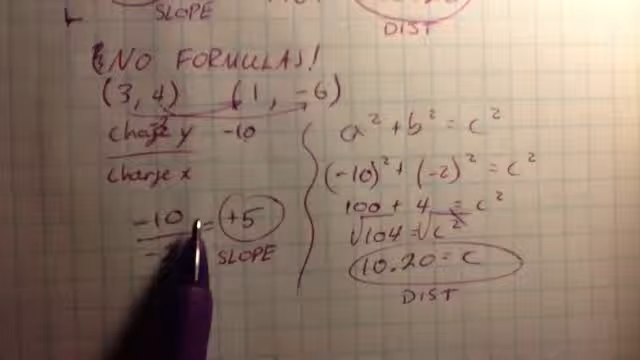 SLOPE
DIST
NO FORMULAS!
(3, 4) (1, -6)
-2
change y -10
change x
-10 = +5
SLOPE
a² + b² = c²
(-10)² + (-2)² = c²
100 + 4 = c²
√104 = √c²
10.20 = c
DIST